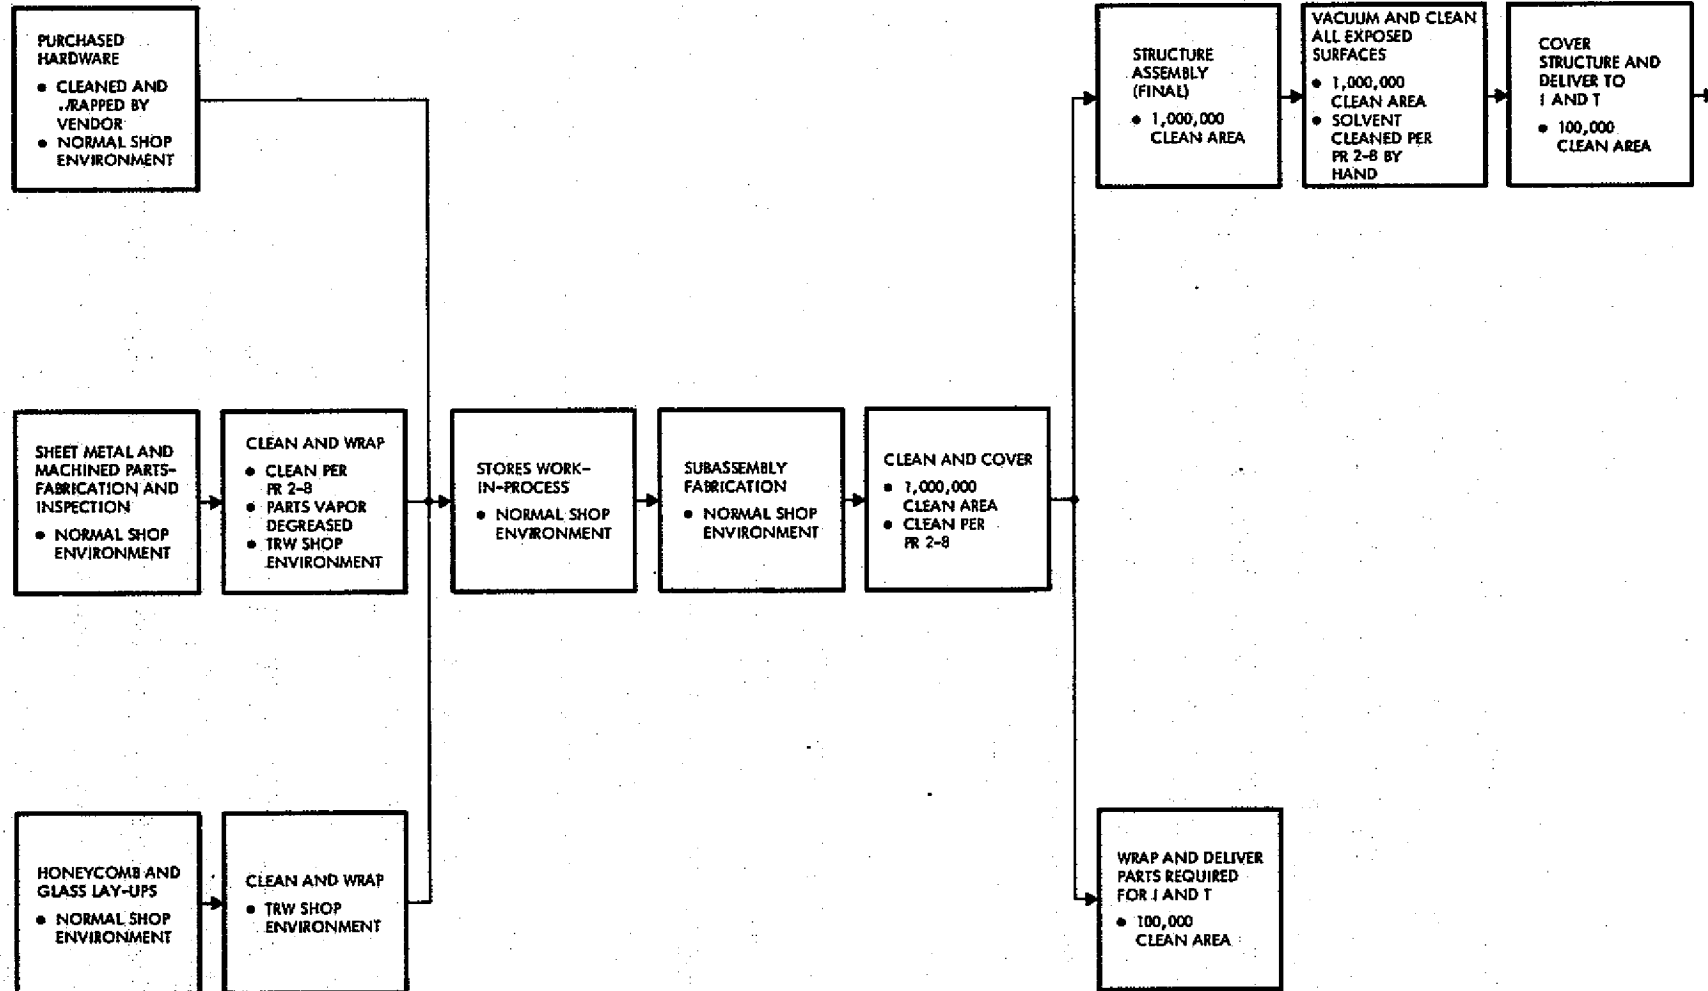 PURCHASED
HARDWARE
• CLEANED AND
WRAPPED BY
VENDOR
• NORMAL SHOP
ENVIRONMENT
STRUCTURE
ASSEMBLY
(FINAL)
• 1,000,000
CLEAN AREA
VACUUM AND CLEAN
ALL EXPOSED
SURFACES
• 1,000,000
CLEAN AREA
• SOLVENT
CLEANED PER
PR 2-8 BY
HAND
COVER
STRUCTURE AND
DELIVER TO
I AND T
• 100,000
CLEAN AREA
SHEET METAL AND
MACHINED PARTS-
FABRICATION AND
INSPECTION
• NORMAL SHOP
ENVIRONMENT
CLEAN AND WRAP
• CLEAN PER
PR 2-8
• PARTS VAPOR
DEGREASED
• TRW SHOP
ENVIRONMENT
STORES WORK-
IN-PROCESS
• NORMAL SHOP
ENVIRONMENT
SUBASSEMBLY
FABRICATION
• NORMAL SHOP
ENVIRONMENT
CLEAN AND COVER
• 1,000,000
CLEAN AREA
• CLEAN PER
PR 2-8
HONEYCOMB AND
GLASS LAY-UPS
• NORMAL SHOP
ENVIRONMENT
CLEAN AND WRAP
• TRW SHOP
ENVIRONMENT
WRAP AND DELIVER
PARTS REQUIRED
FOR I AND T
• 100,000
CLEAN AREA